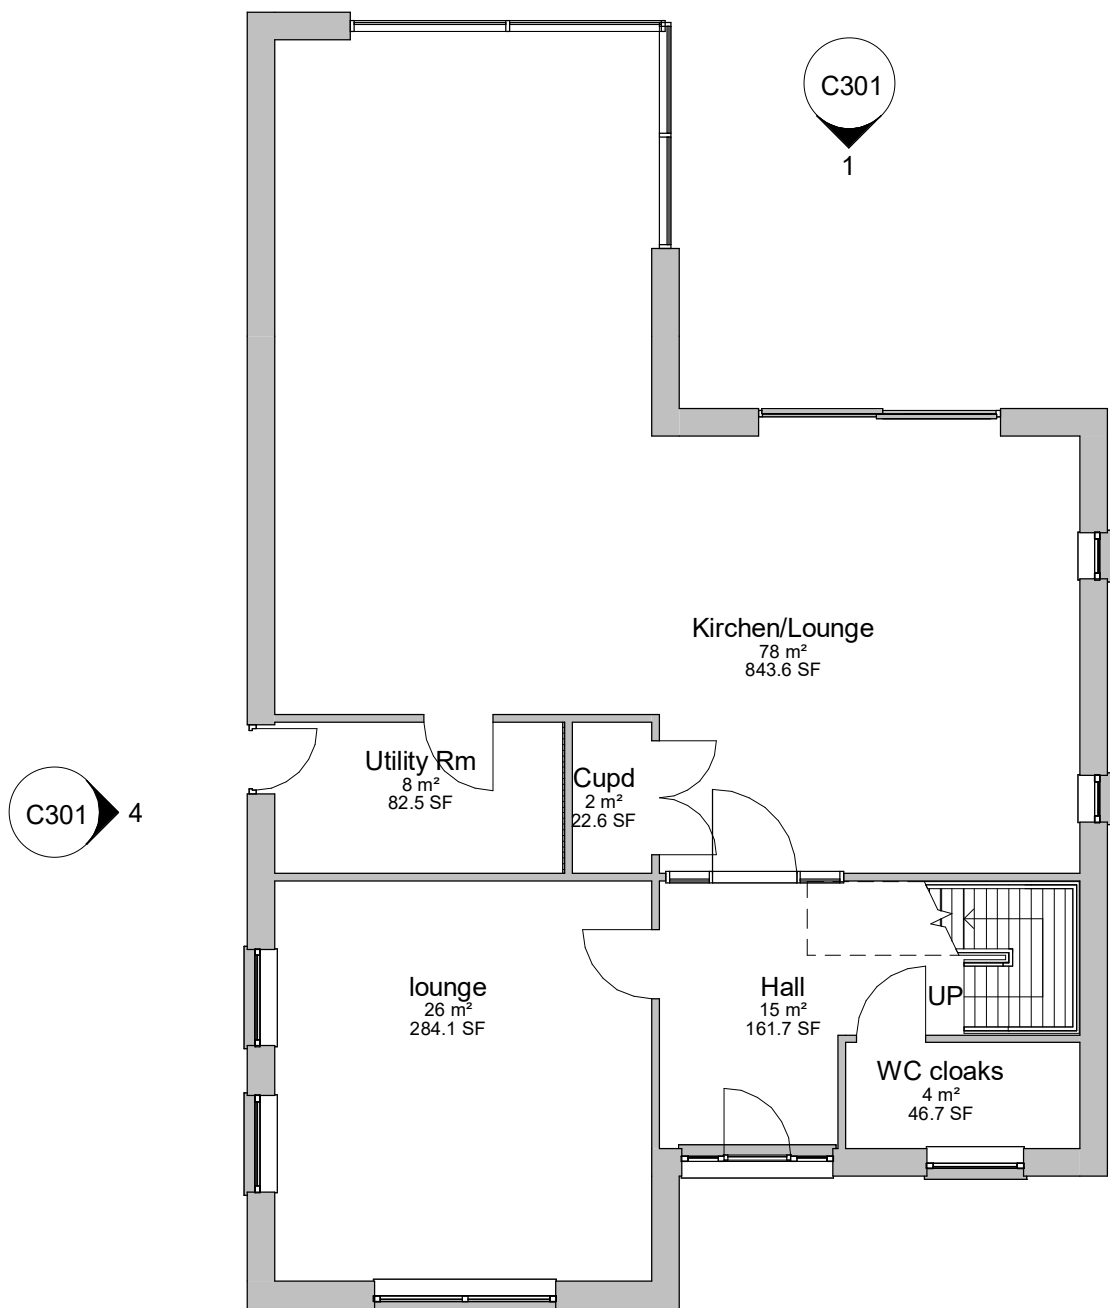 C301
1
Kirchen/Lounge
78 m²
843.6 SF
Utility Rm
8 m²
82.5 SF
Cupd
2 m²
22.6 SF
C301
4
lounge
26 m²
284.1 SF
Hall
15 m²
161.7 SF
UP
WC cloaks
4 m²
46.7 SF